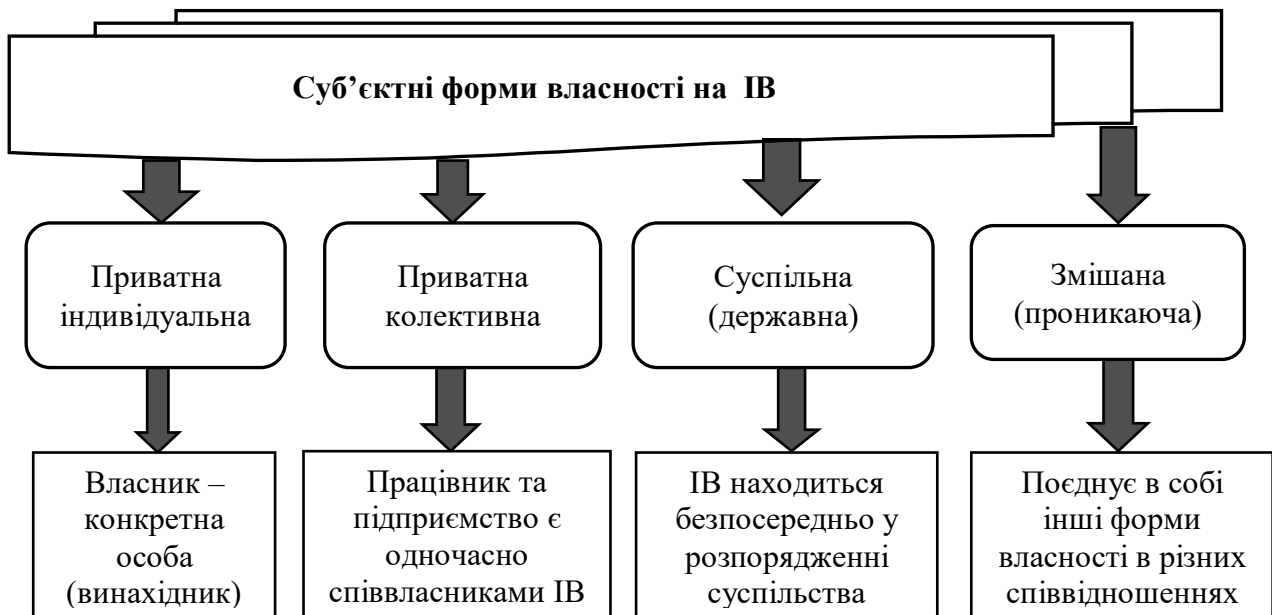 Суб’єктні форми власності на ІВ
Приватна
індивідуальна
Приватна
колективна
Суспільна
(державна)
Змішана
(проникаюча)
Власник –
конкретна
особа
(винахідник)
Працівник та
підприємство є
одночасно
співвласниками ІВ
ІВ находиться
безпосередньо у
розпорядженні
суспільства
Поєднує в собі
інші форми
власності в різних
співвідношеннях